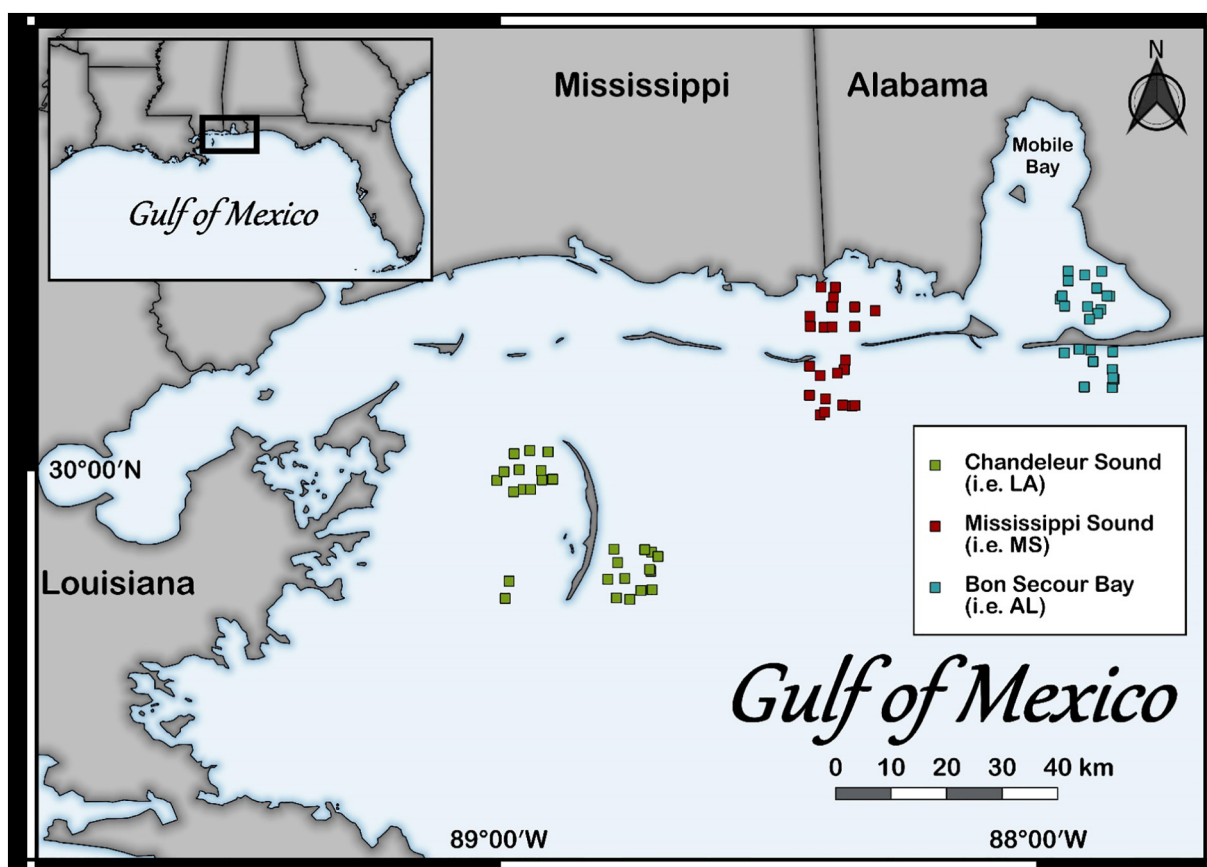 Mississippi
Alabama
N
Mobile
Bay
Gulf of Mexico
30°00'N
Louisiana
Chandeleur Sound
(i.e. LA)
Mississippi Sound
(i.e. MS)
Bon Secour Bay
(i.e. AL)
Gulf of Mexico
0 10 20 30 40 km
89°00'W
88°00'W